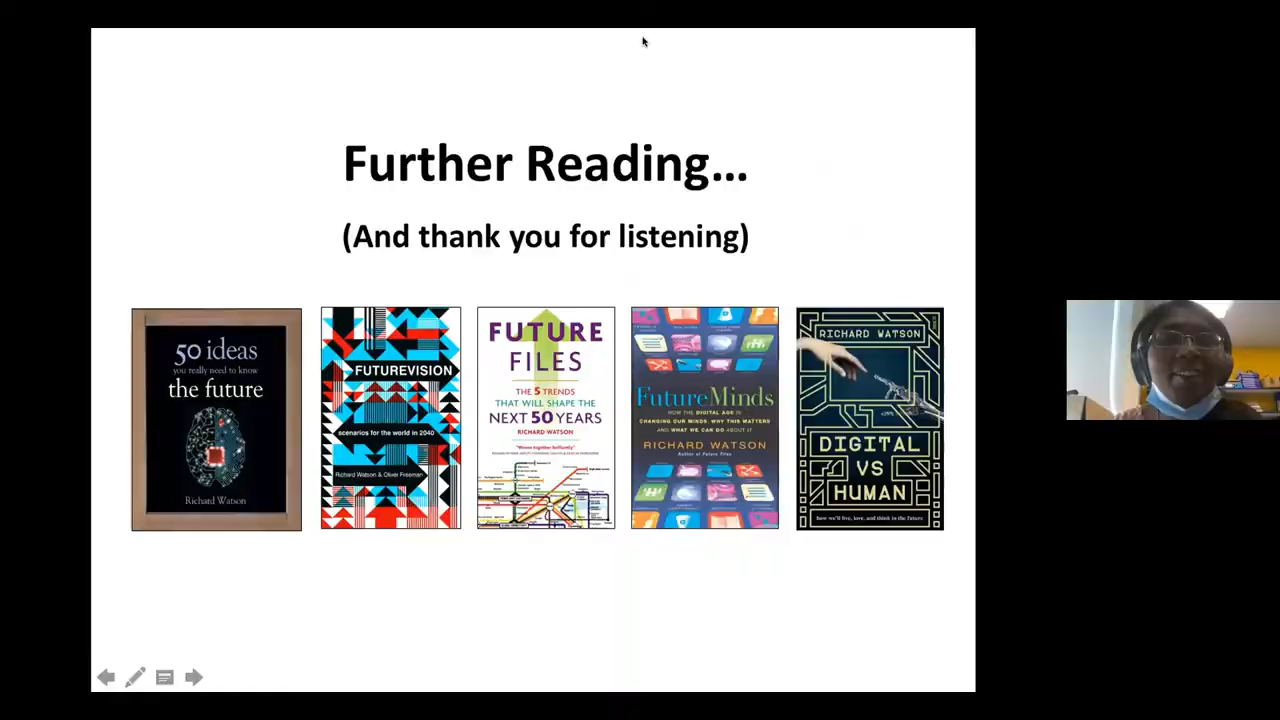 Further Reading...
(And thank you for listening)
50 ideas
you really need to know
the future
Richard Watson
FUTUREVISION
scenarios for the world in 2040
Richard Watson & Oliver Freeman
FUTURE
FILES
THE 5 TRENDS
THAT WILL SHAPE THE
NEXT 50 YEARS
RICHARD WATSON
FutureMinds
HOW THE DIGITAL AGE IS
CHANGING OUR MINDS, WHY THIS MATTERS
AND WHAT WE CAN DO ABOUT IT
RICHARD WATSON
Author of Future Files
RICHARD WATSON
DIGITAL
VS
HUMAN
how we'll live, love, and think in the future